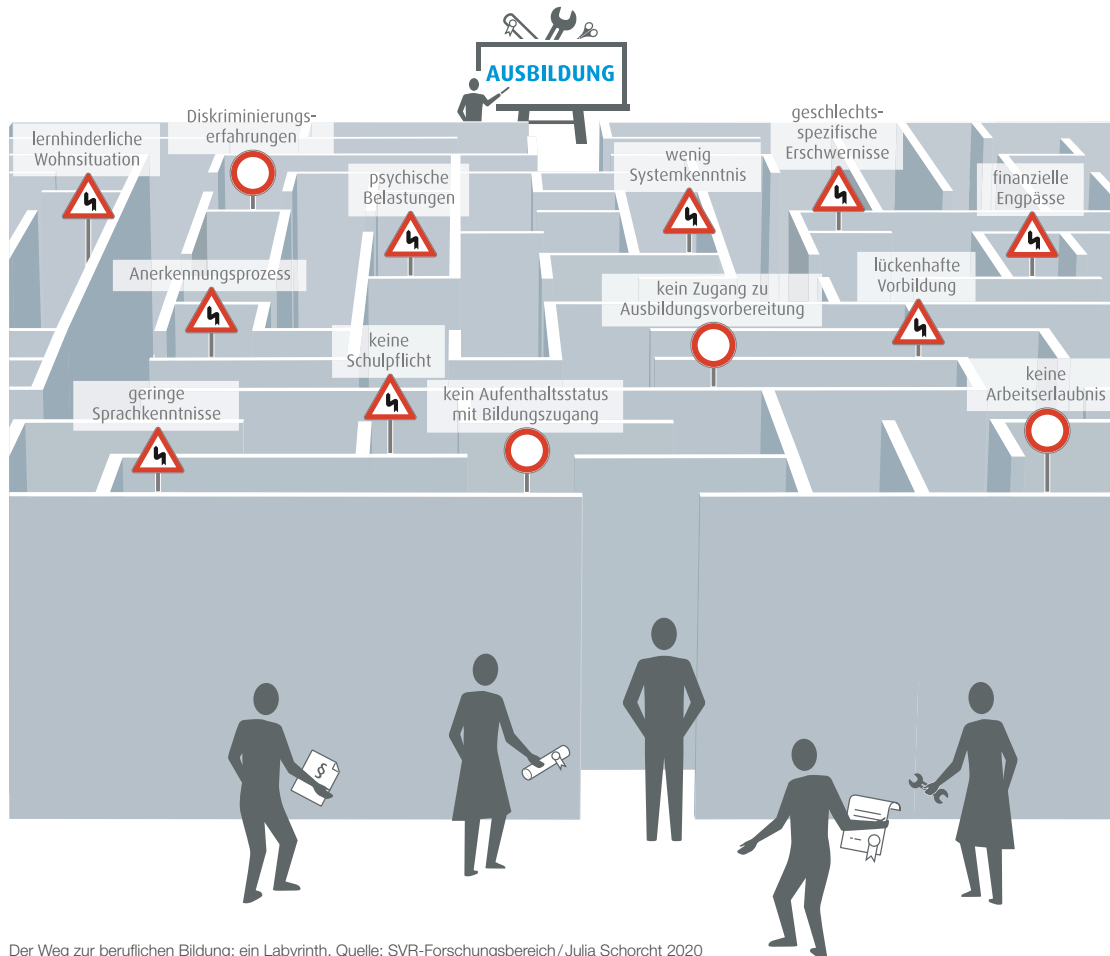 AUSBILDUNG
Diskriminierungs-
erfahrungen
geschlechts-
spezifische
Erschwernisse
lernhinderliche
Wohnsituation
psychische
Belastungen
wenig
Systemkenntnis
finanzielle
Engpässe
Anerkennungsprozess
kein Zugang zu
Ausbildungsvorbereitung
lückenhafte
Vorbildung
keine
Schulpflicht
geringe
Sprachkenntnisse
kein Aufenthaltsstatus
mit Bildungszugang
keine
Arbeitserlaubnis
§
Der Weg zur beruflichen Bildung: ein Labyrinth. Quelle: SVR-Forschungsbereich/Julia Schorcht 2020